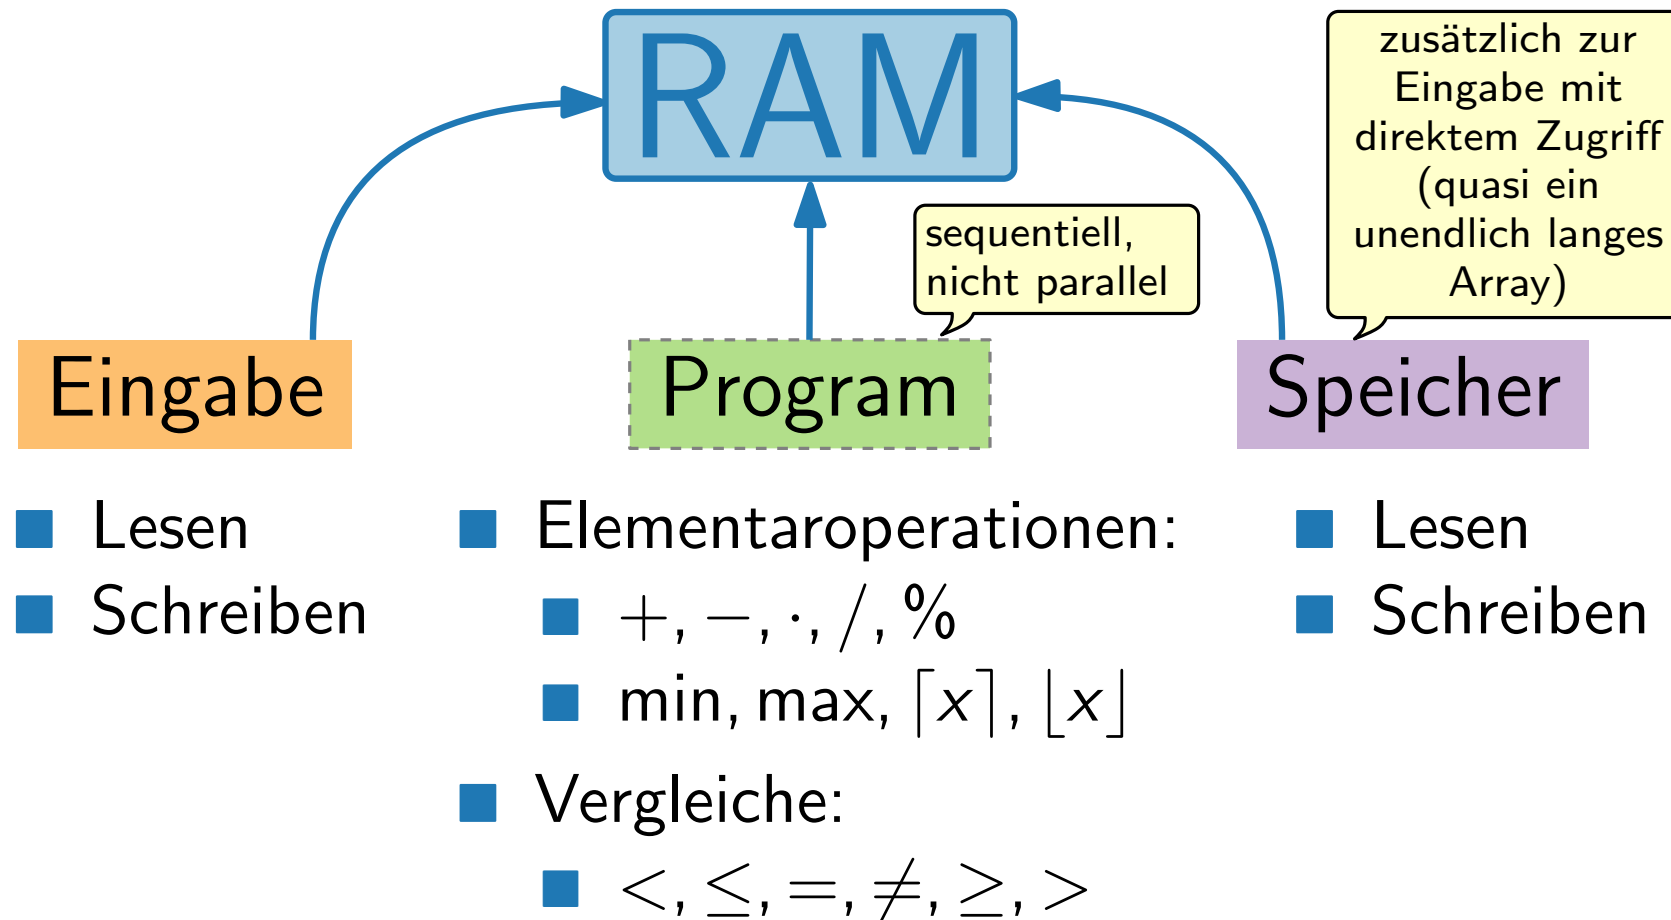 RAM
zusätzlich zur
Eingabe mit
direktem Zugriff
(quasi ein
unendlich langes
Array)
sequentiell,
nicht parallel
Eingabe
Program
Speicher
Lesen
Schreiben
Elementaroperationen:
+, −, ·, /, %
min, max, ⌈x⌉, ⌊x⌋
Vergleiche:
<, ≤, =, ≠, ≥, >
Lesen
Schreiben